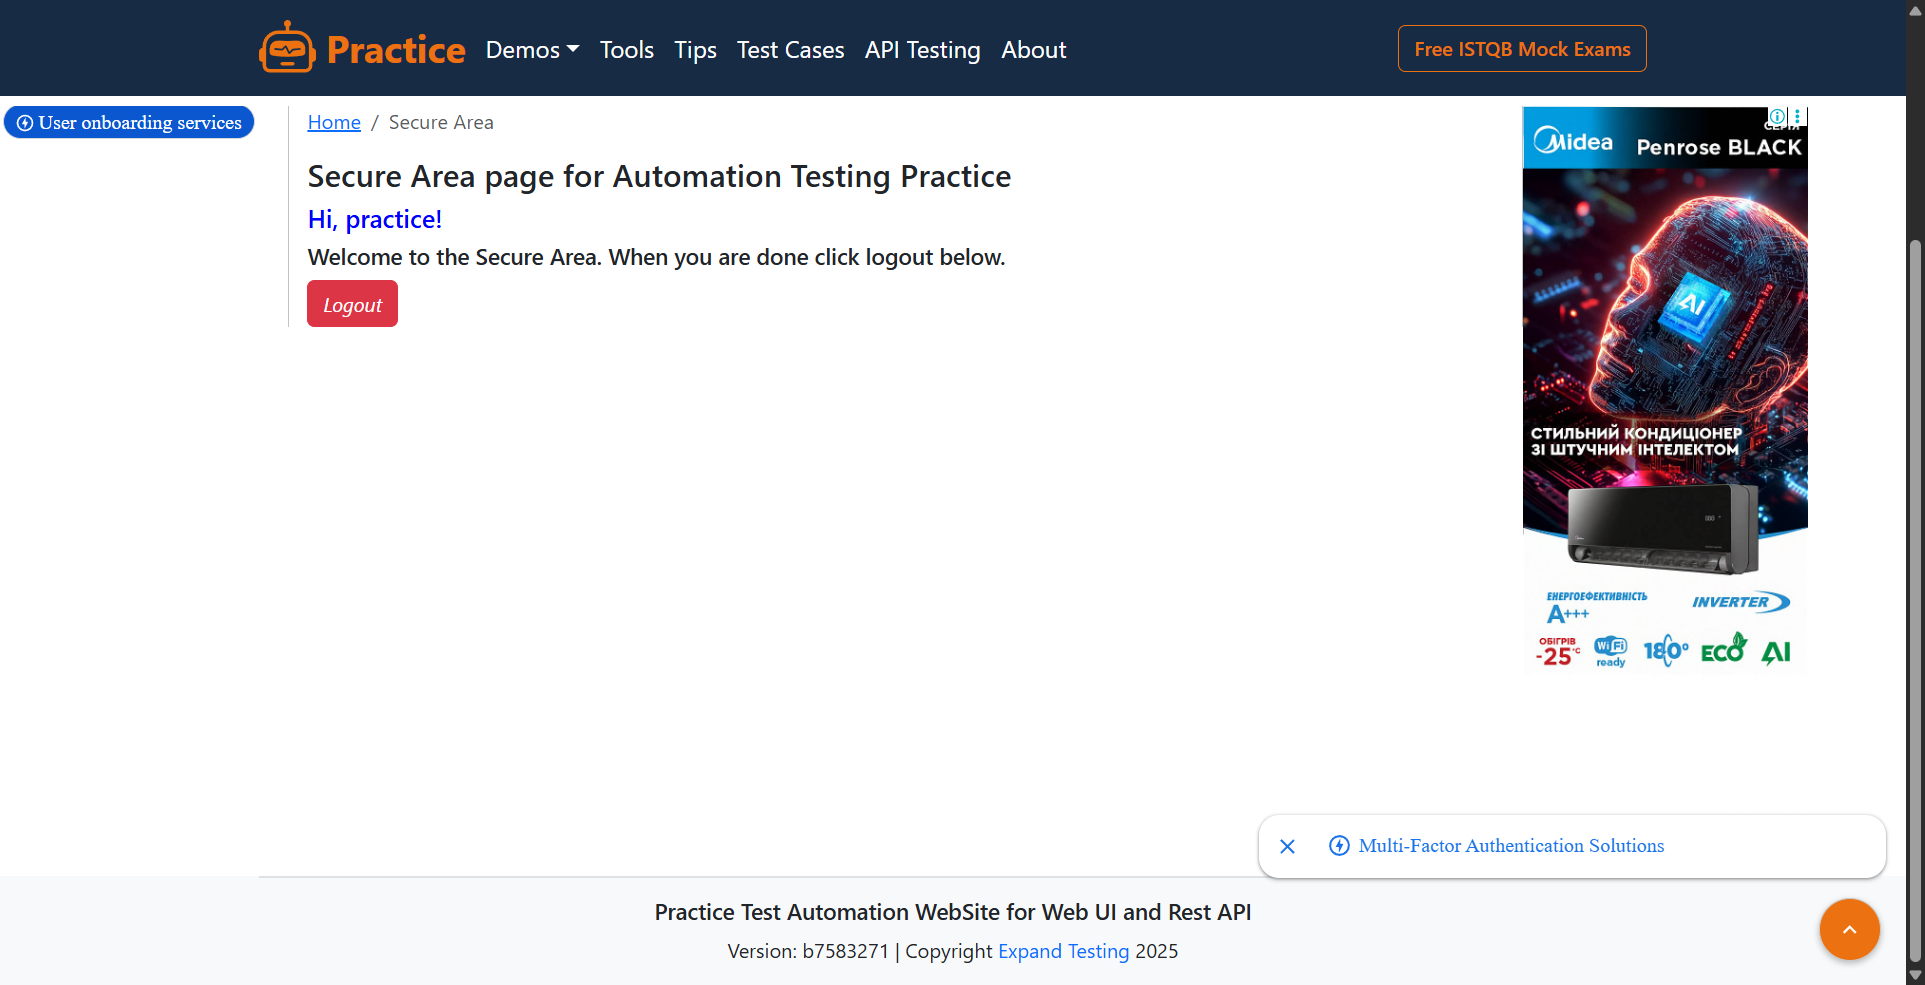 Practice
Demos
Tools
Tips
Test Cases
API Testing
About
Free ISTQB Mock Exams
User onboarding services
Home / Secure Area
Secure Area page for Automation Testing Practice
Hi, practice!
Welcome to the Secure Area. When you are done click logout below.
Logout
Midea
СЕРІЯ
Penrose BLACK
AI
СТИЛЬНИЙ КОНДИЦІОНЕР
ЗІ ШТУЧНИМ ІНТЕЛЕКТОМ
ЕНЕРГОЕФЕКТИВНІСТЬ
A+++
INVERTER
ОБІГРІВ
-25°C
WiFi
ready
180°
ECO
AI
Multi-Factor Authentication Solutions
Practice Test Automation WebSite for Web UI and Rest API
Version: b7583271 | Copyright Expand Testing 2025